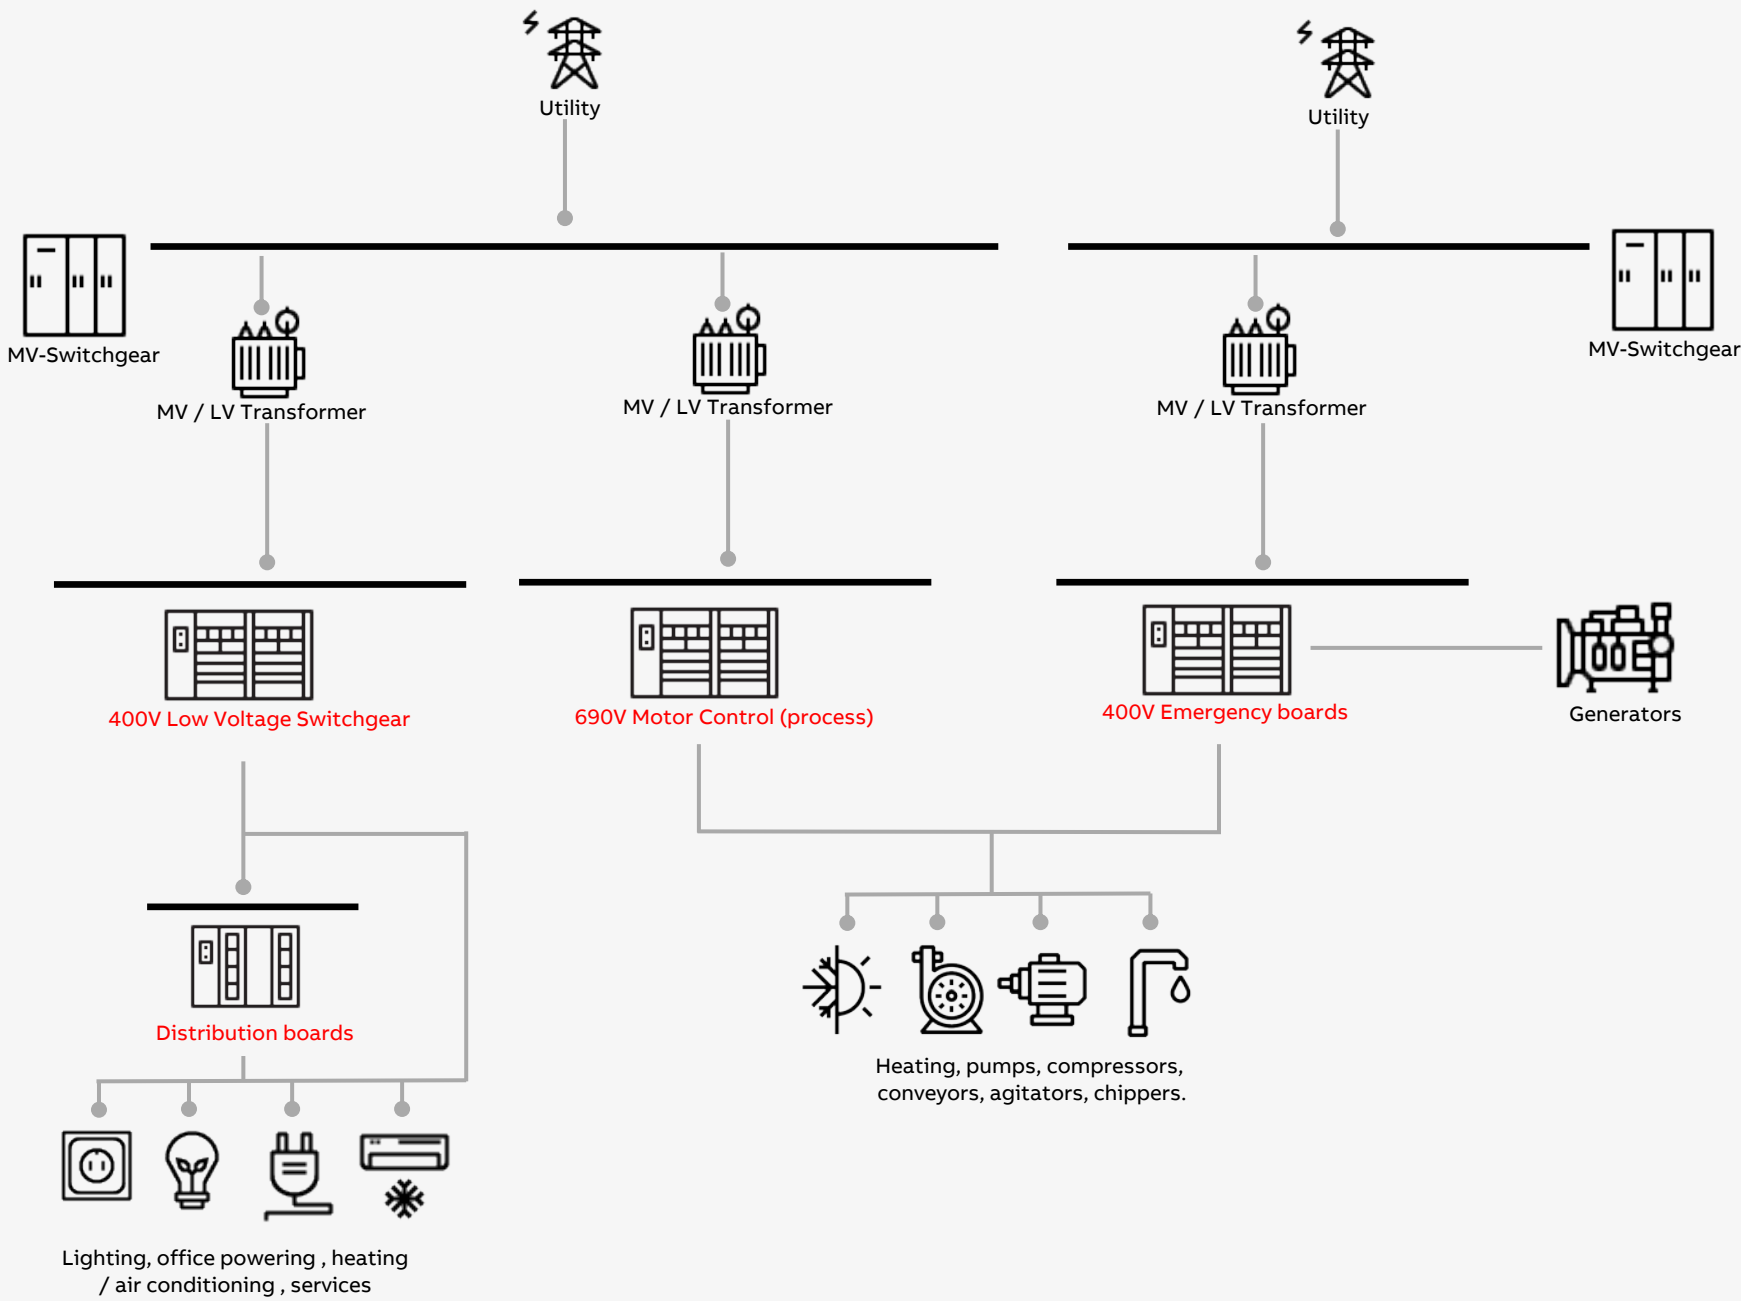 Utility
Utility
MV-Switchgear
MV-Switchgear
MV / LV Transformer
MV / LV Transformer
MV / LV Transformer
400V Low Voltage Switchgear
690V Motor Control (process)
400V Emergency boards
Generators
Distribution boards
Heating, pumps, compressors,
conveyors, agitators, chippers.
Lighting, office powering , heating
/ air conditioning , services